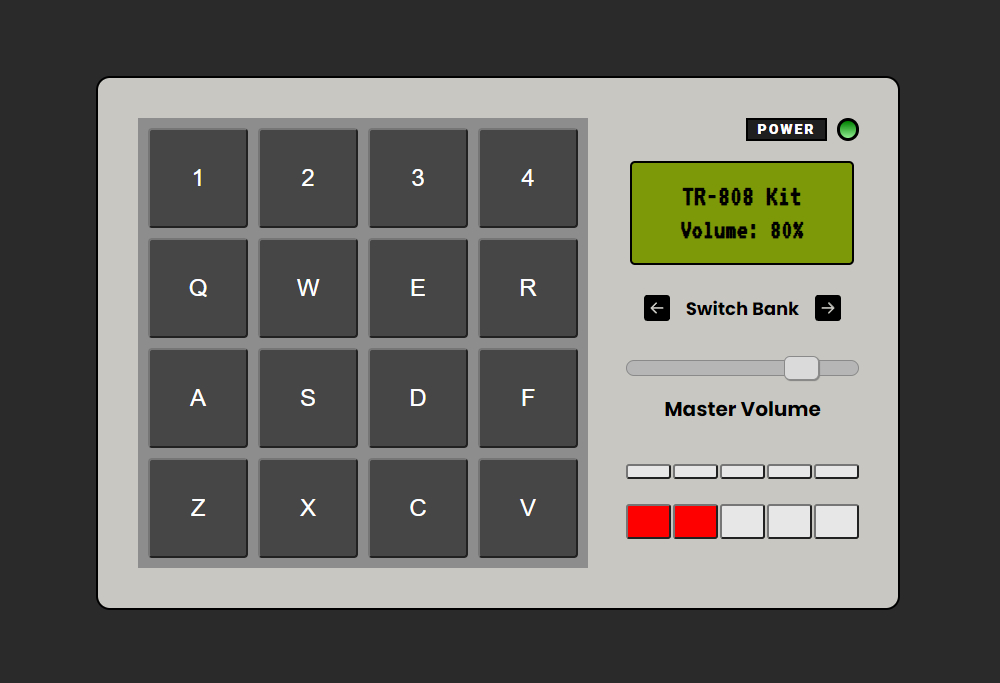 1 2 3 4
Q W E R
A S D F
Z X C V
POWER
TR-808 Kit
Volume: 80%
← Switch Bank →
Master Volume